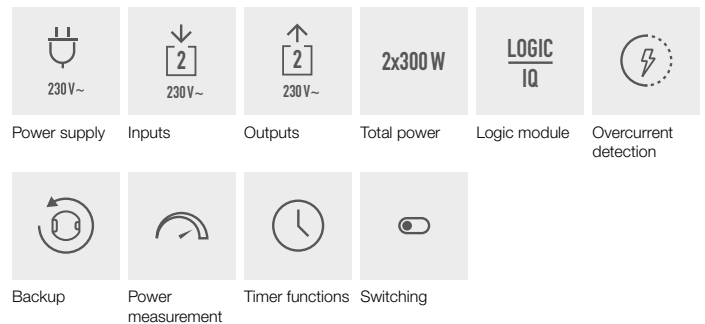 230 V~
Power supply
2
230 V~
Inputs
2
230 V~
Outputs
2x300 W
Total power
LOGIC
IQ
Logic module
Overcurrent
detection
Backup
Power
measurement
Timer functions
Switching